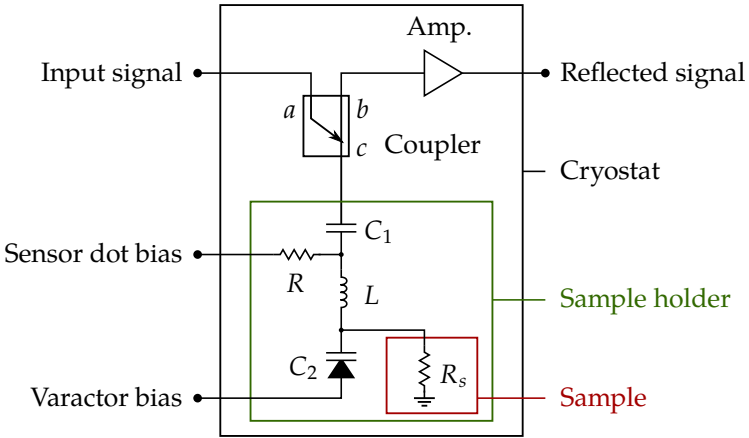 Amp.
Input signal
Reflected signal
a
b
c
Coupler
Cryostat
C1
Sensor dot bias
R
L
Sample holder
C2
Rs
Varactor bias
Sample